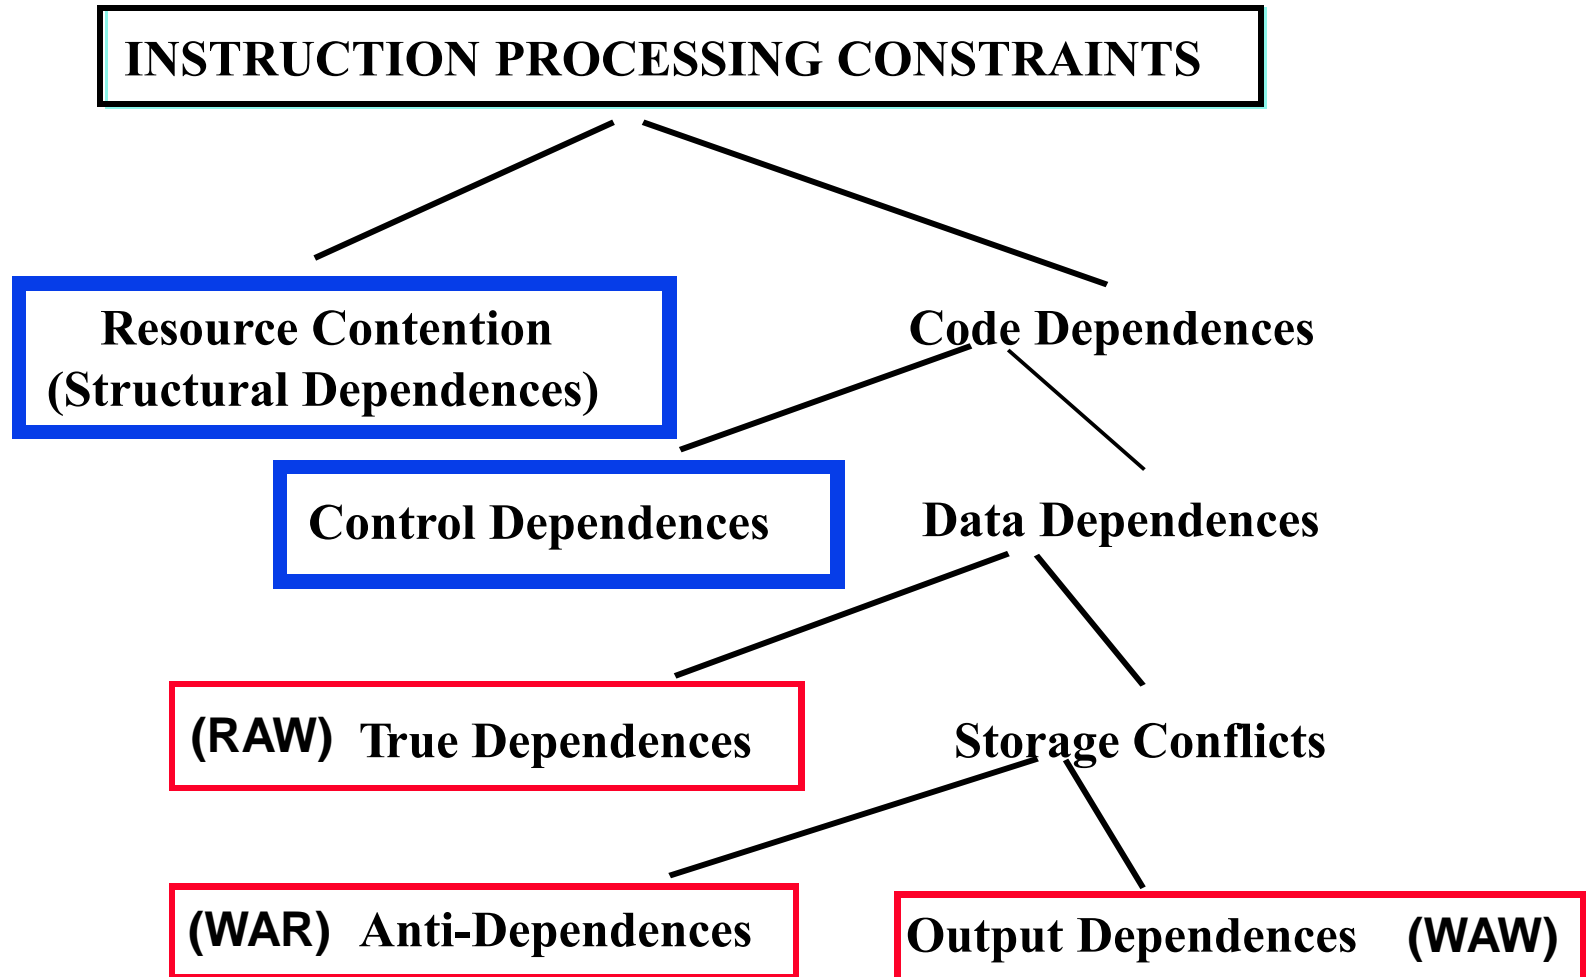 INSTRUCTION PROCESSING CONSTRAINTS
Resource Contention
(Structural Dependences)
Code Dependences
Control Dependences
Data Dependences
(RAW) True Dependences
Storage Conflicts
(WAR) Anti-Dependences
Output Dependences (WAW)